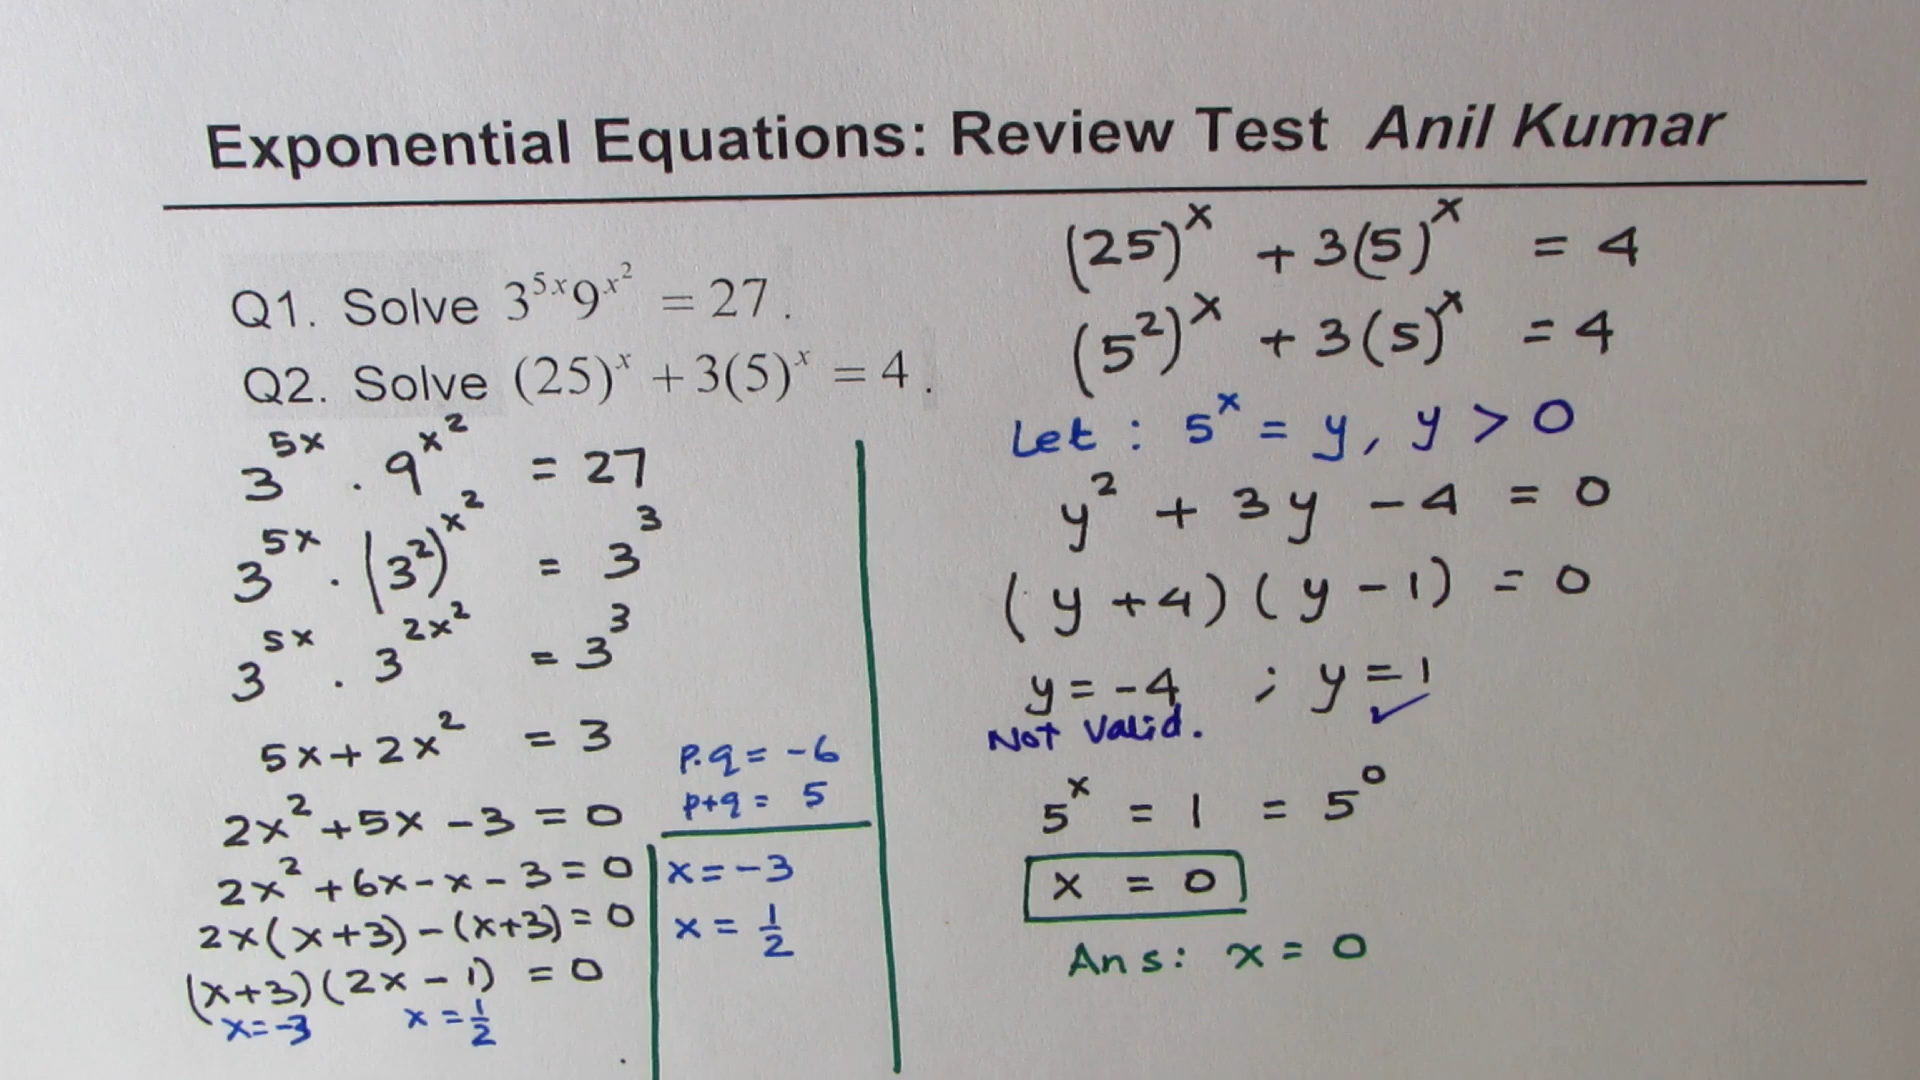 Exponential Equations: Review Test Anil Kumar
Q1. Solve 3^{5x}9^{x^2} = 27.
Q2. Solve (25)^x + 3(5)^x = 4.
3^{5x} . 9^{x^2} = 27
3^{5x} . (3^2)^{x^2} = 3^3
3^{5x} . 3^{2x^2} = 3^3
5x + 2x^2 = 3
2x^2 + 5x - 3 = 0
2x^2 + 6x - x - 3 = 0
2x(x+3) - (x+3) = 0
(x+3)(2x - 1) = 0
x = -3 x = 1/2
p.q = -6
p+q = 5
x = -3
x = 1/2
(25)^x + 3(5)^x = 4
(5^2)^x + 3(5)^x = 4
Let : 5^x = y, y > 0
y^2 + 3y - 4 = 0
(y + 4)(y - 1) = 0
y = -4 ; y = 1 ✓
Not Valid.
5^x = 1 = 5^0
x = 0
Ans: x = 0